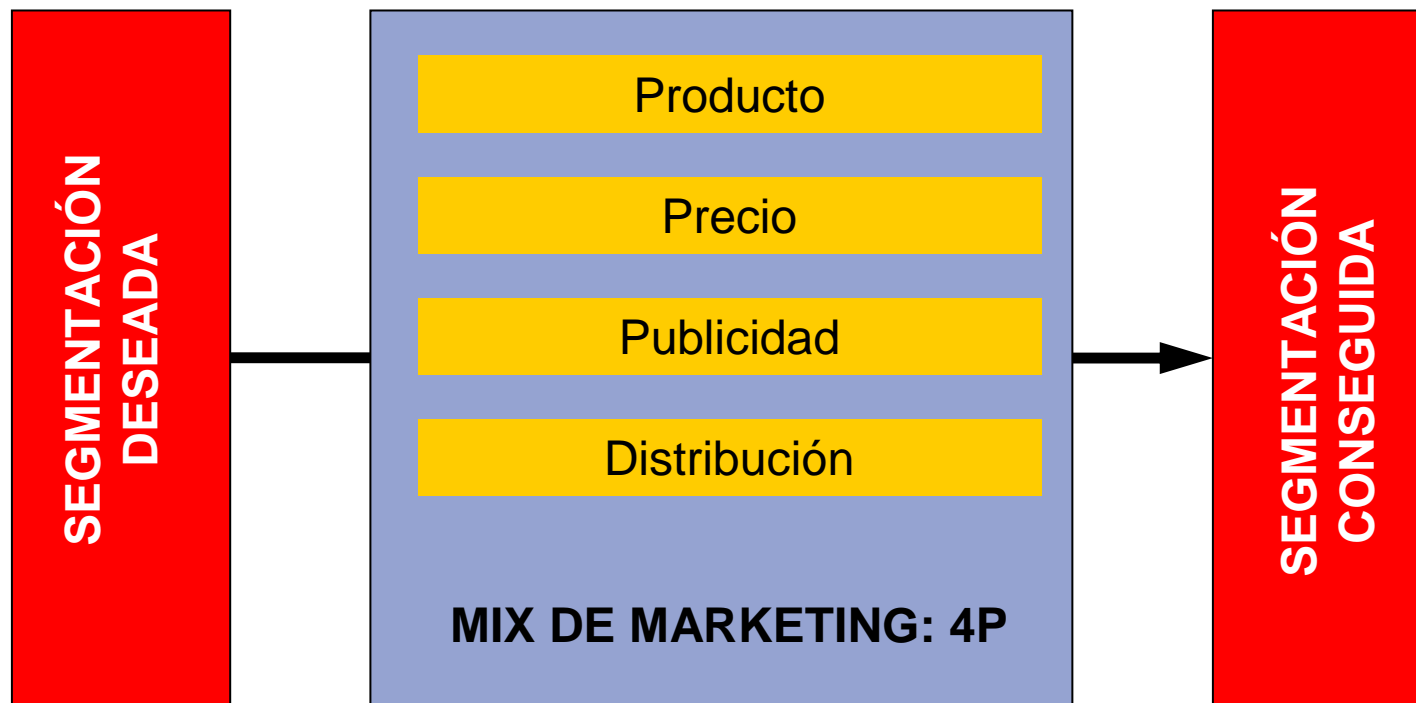 SEGMENTACIÓN
DESEADA
Producto
Precio
Publicidad
Distribución
MIX DE MARKETING: 4P
SEGMENTACIÓN
CONSEGUIDA